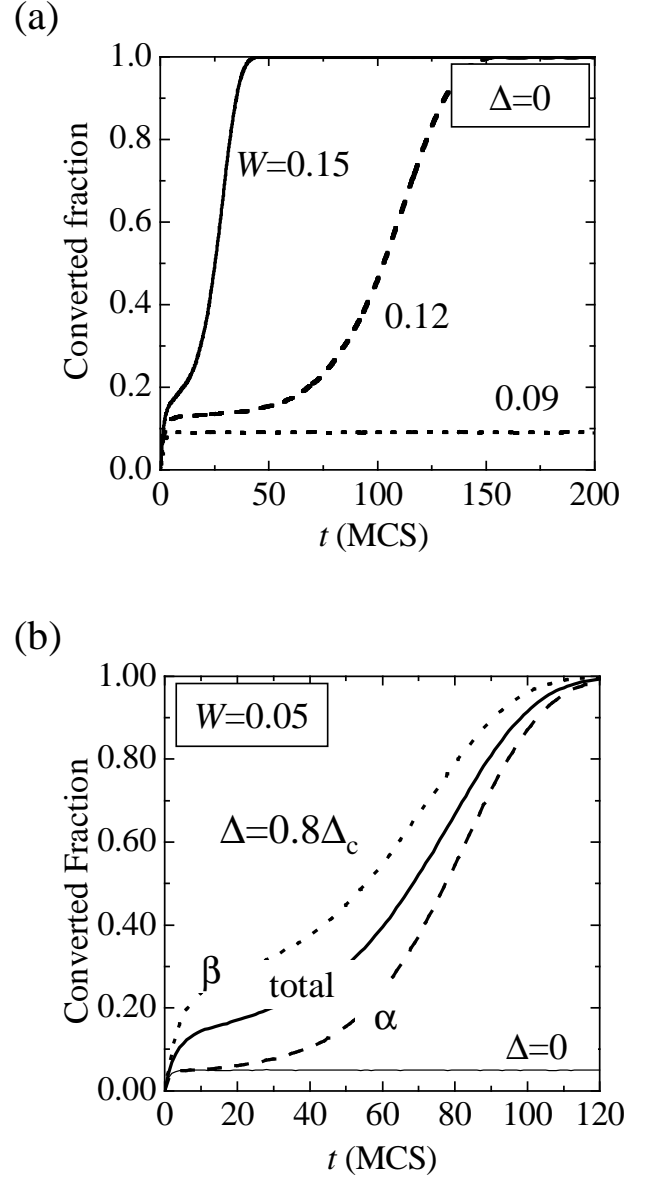 (a)
1.0
0.8
0.6
0.4
0.2
0.0
Converted fraction
Δ=0
W=0.15
0.12
0.09
0 50 100 150 200
t (MCS)
(b)
1.00
0.80
0.60
0.40
0.20
0.00
Converted Fraction
W=0.05
Δ=0.8Δc
β
total
α
Δ=0
0 20 40 60 80 100 120
t (MCS)